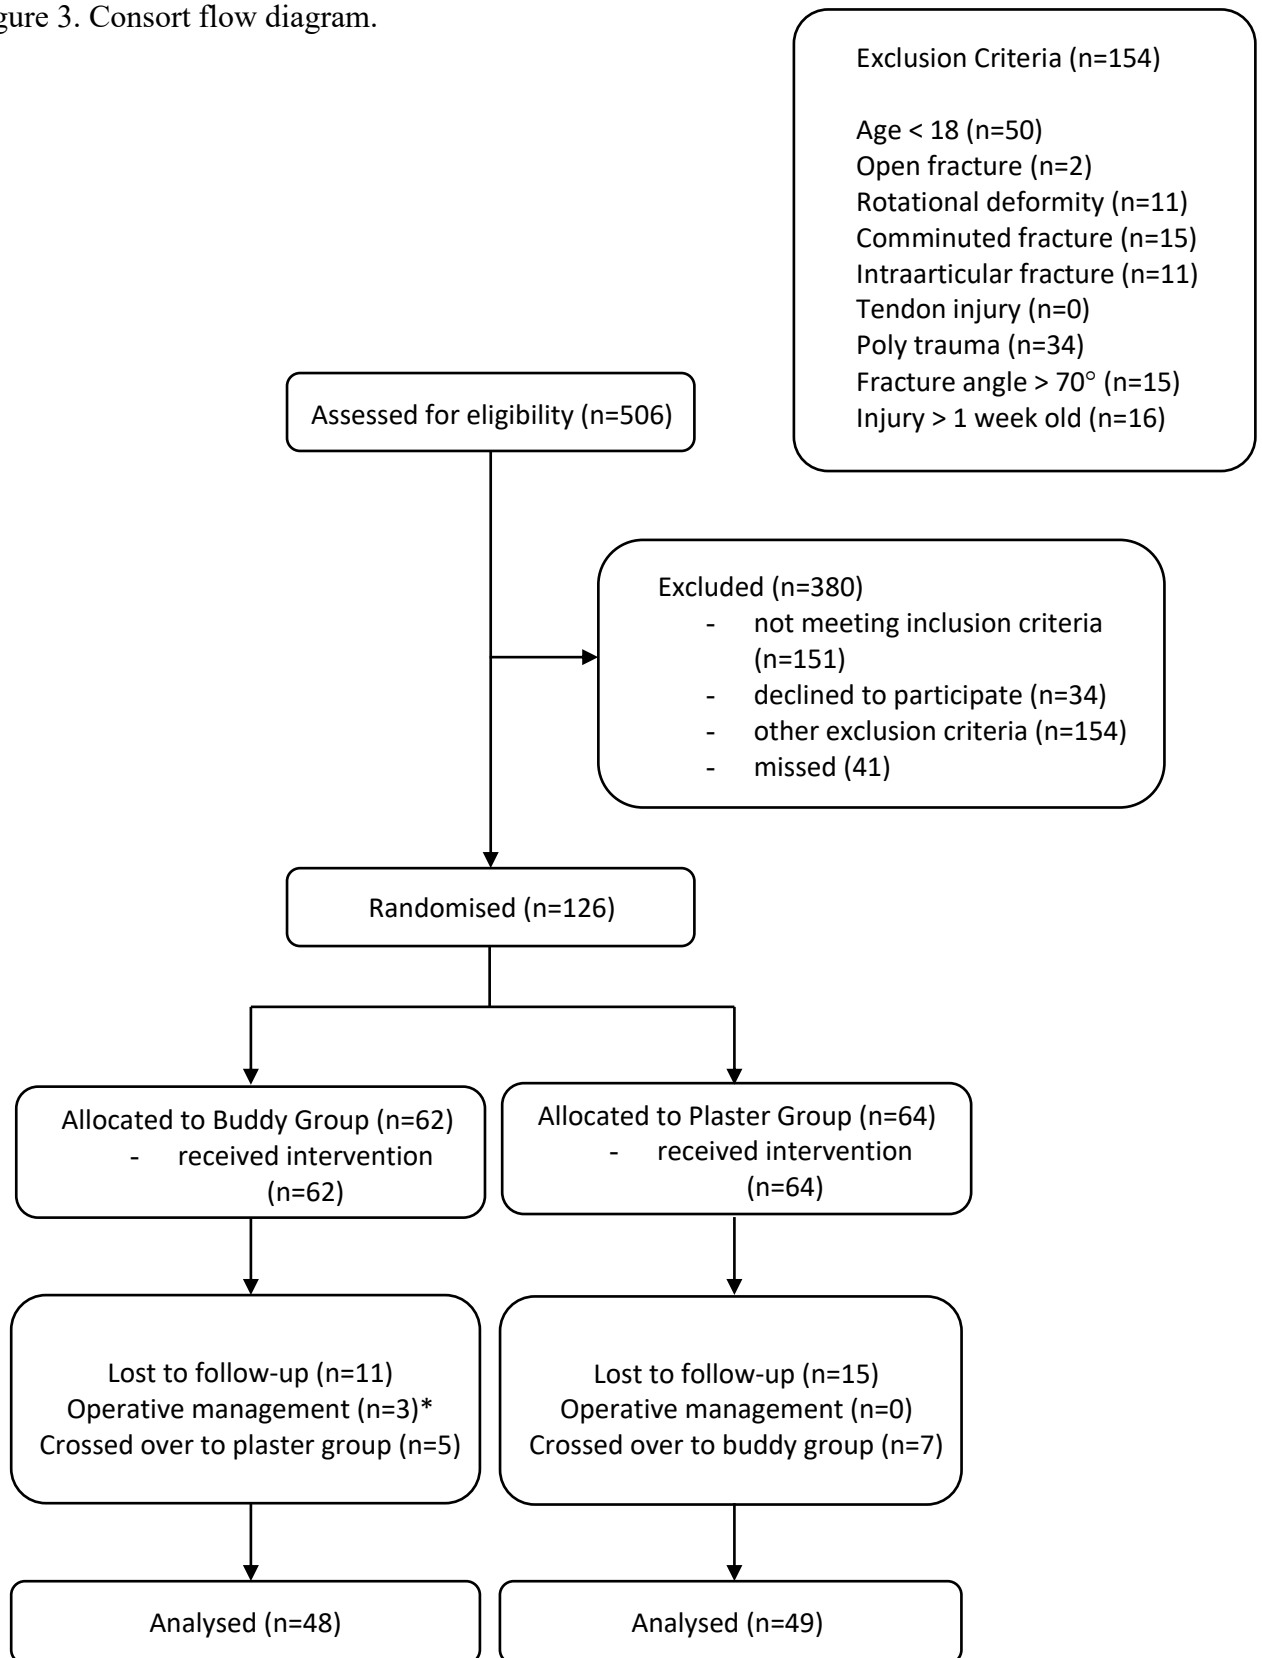 gure 3. Consort flow diagram.
Exclusion Criteria (n=154)
Age < 18 (n=50)
Open fracture (n=2)
Rotational deformity (n=11)
Comminuted fracture (n=15)
Intraarticular fracture (n=11)
Tendon injury (n=0)
Poly trauma (n=34)
Fracture angle > 70° (n=15)
Injury > 1 week old (n=16)
Assessed for eligibility (n=506)
Excluded (n=380)
- not meeting inclusion criteria
(n=151)
- declined to participate (n=34)
- other exclusion criteria (n=154)
- missed (41)
Randomised (n=126)
Allocated to Buddy Group (n=62)
- received intervention
(n=62)
Allocated to Plaster Group (n=64)
- received intervention
(n=64)
Lost to follow-up (n=11)
Operative management (n=3)*
Crossed over to plaster group (n=5)
Lost to follow-up (n=15)
Operative management (n=0)
Crossed over to buddy group (n=7)
Analysed (n=48)
Analysed (n=49)